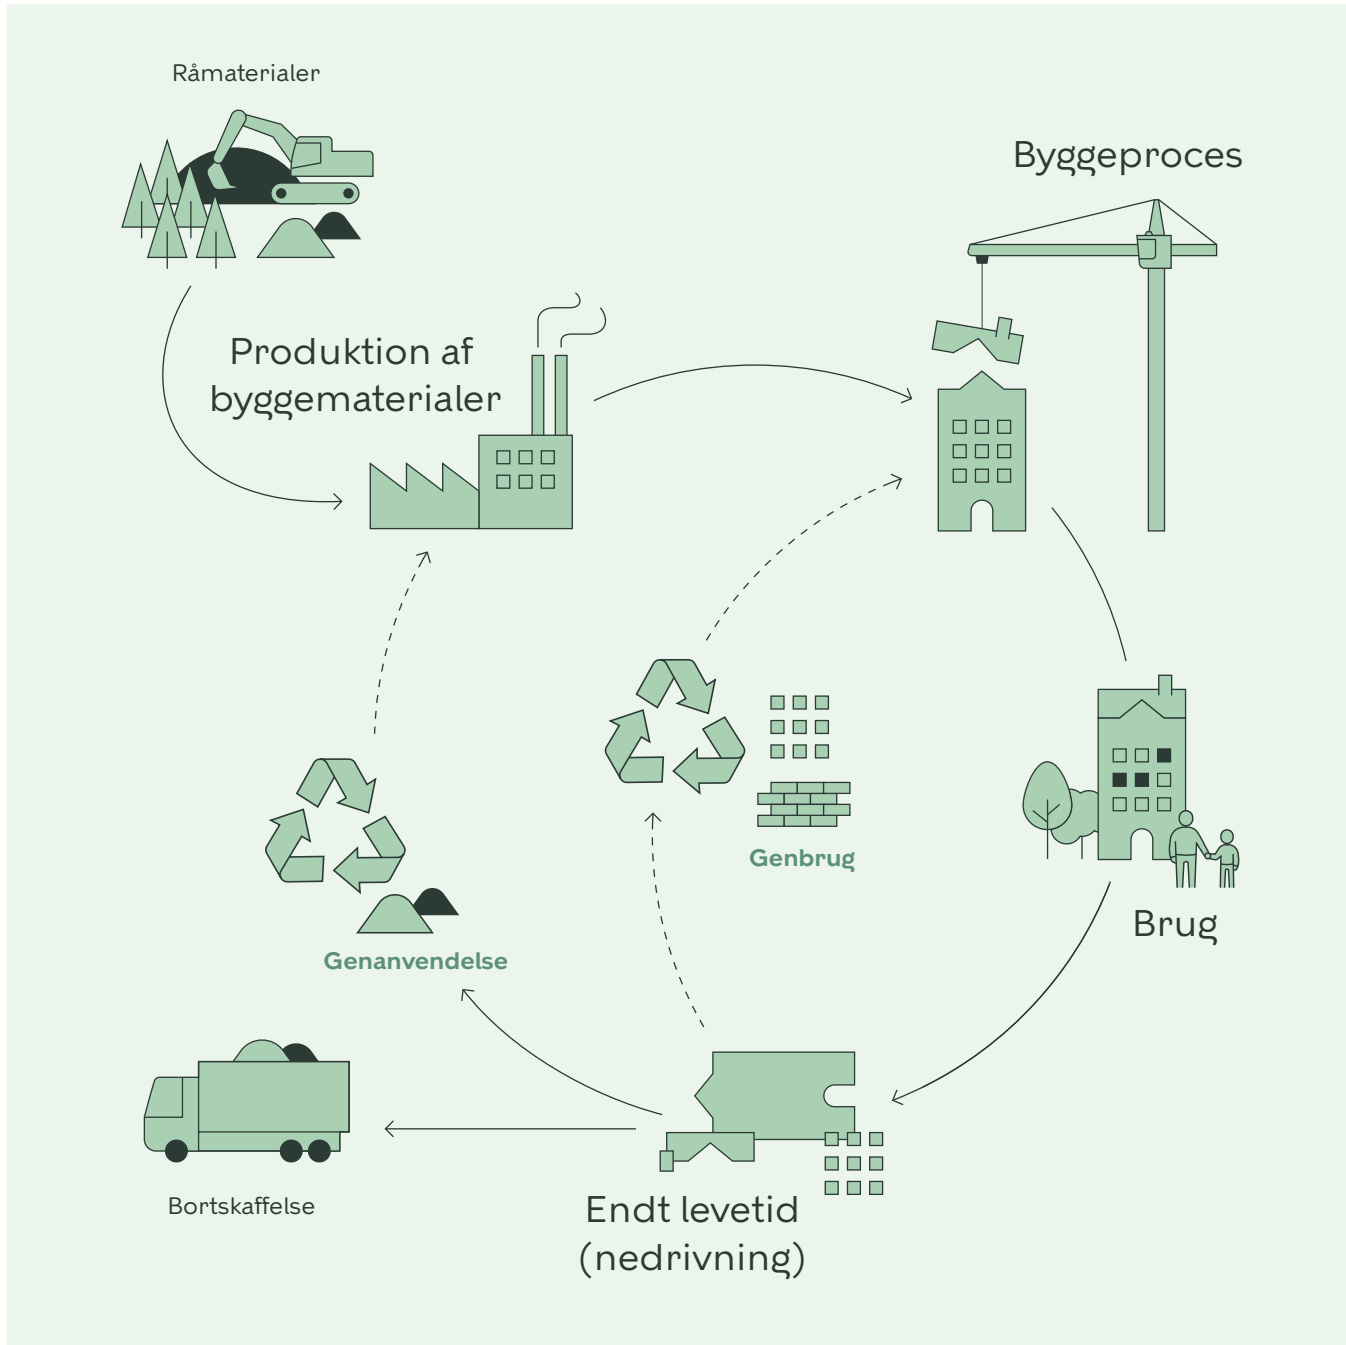 Råmaterialer
Byggeproces
Produktion af
byggematerialer
Genbrug
Brug
Genanvendelse
Bortskaffelse
Endt levetid
(nedrivning)